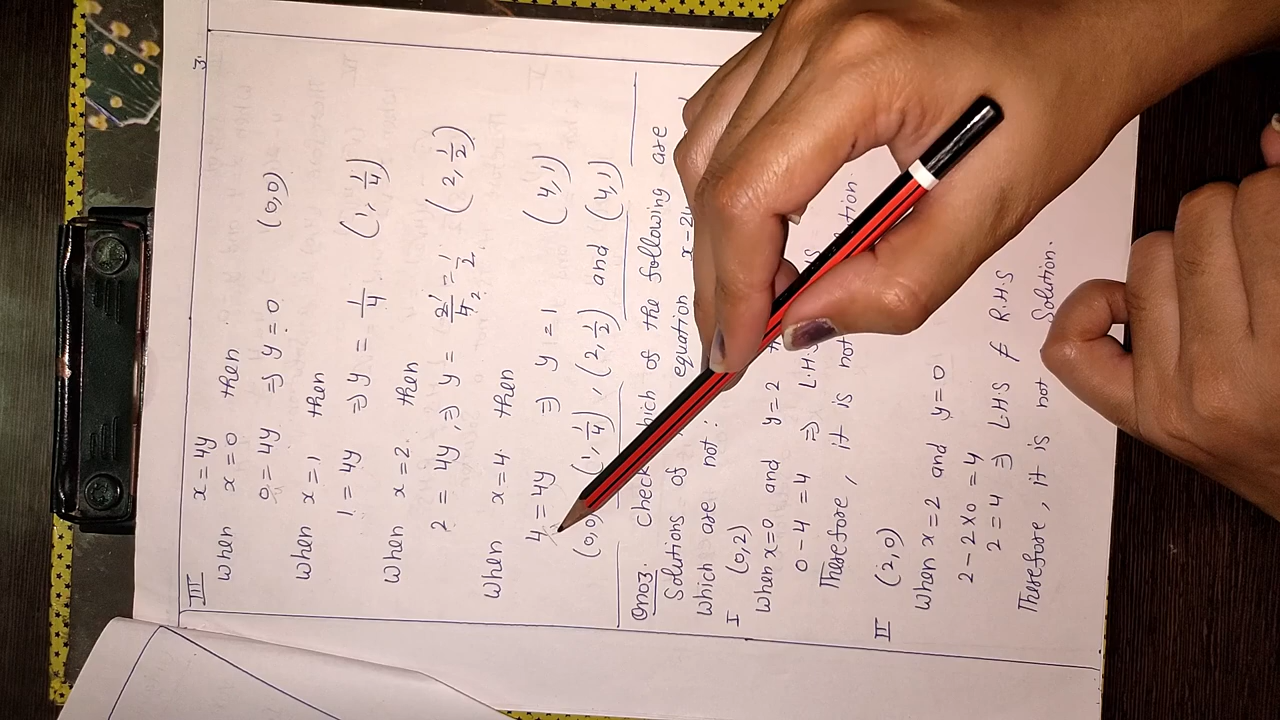 3.
III x = 4y
When x = 0 then
0 = 4y ⇒ y = 0 (0,0)
When x = 1 then
1 = 4y ⇒ y = 1/4 (1, 1/4)
When x = 2 then
2 = 4y, ⇒ y = 2/4 = 1/2 (2, 1/2)
When x = 4 then
4 = 4y ⇒ y = 1 (4, 1)
(0,0 (1, 1/4), (2, 1/2) and (4, 1)
Qno3. check which of the following are
Solutions of equation
which are not:
I (0,2)
When x=0 and y=2
0 - 4 = 4 ⇒ L.H.S
Therefore, it is not
II (2,0)
When x = 2 and y = 0
2 - 2 x 0 = 4
2 = 4 ⇒ L.H.S ≠ R.H.S
Therefore, it is not Solution.